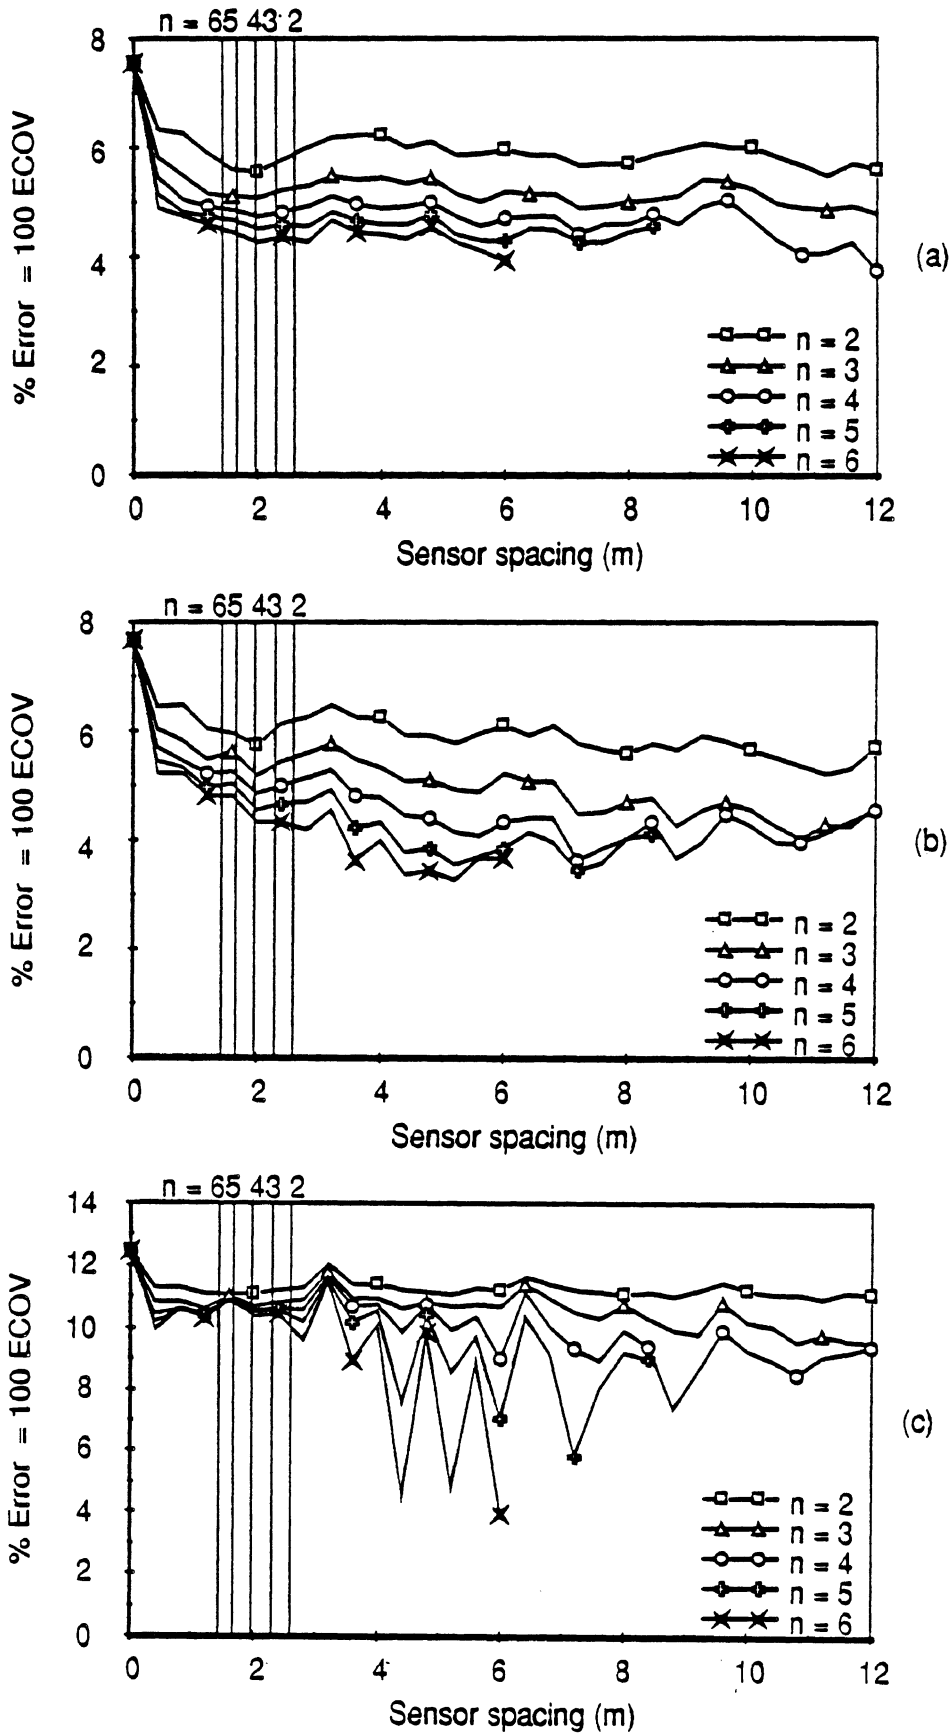 n = 65 43 2
8
6
4
2
0
% Error = 100 ECOV
0 2 4 6 8 10 12
Sensor spacing (m)
n = 2
n = 3
n = 4
n = 5
n = 6
(a)
n = 65 43 2
8
6
4
2
0
% Error = 100 ECOV
0 2 4 6 8 10 12
Sensor spacing (m)
n = 2
n = 3
n = 4
n = 5
n = 6
(b)
n = 65 43 2
14
12
10
8
6
4
2
0
% Error = 100 ECOV
0 2 4 6 8 10 12
Sensor spacing (m)
n = 2
n = 3
n = 4
n = 5
n = 6
(c)